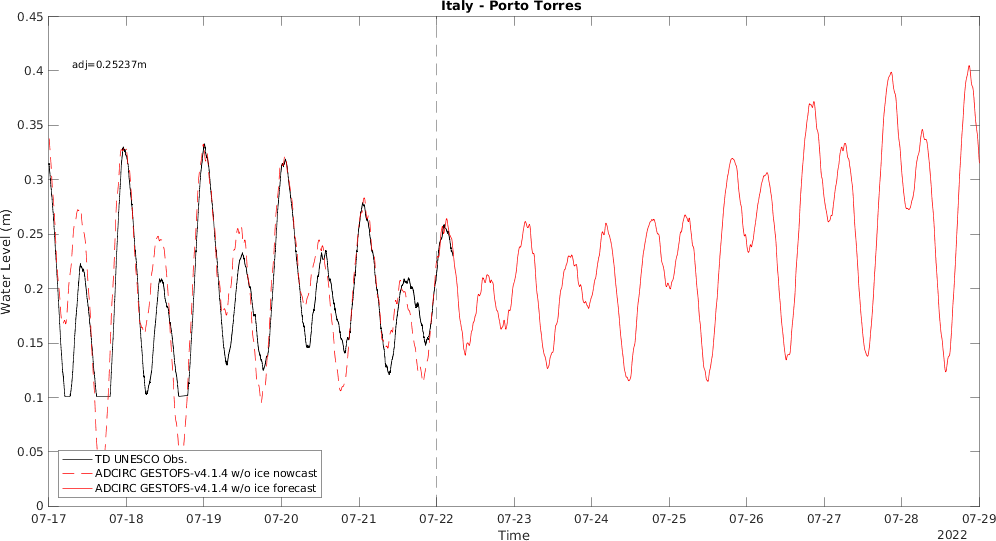 Italy - Porto Torres
adj=0.25237m
Water Level (m)
0.45
0.4
0.35
0.3
0.25
0.2
0.15
0.1
0.05
0
TD UNESCO Obs.
ADCIRC GESTOFS-v4.1.4 w/o ice nowcast
ADCIRC GESTOFS-v4.1.4 w/o ice forecast
07-17 07-18 07-19 07-20 07-21 07-22 07-23 07-24 07-25 07-26 07-27 07-28 07-29
Time
2022